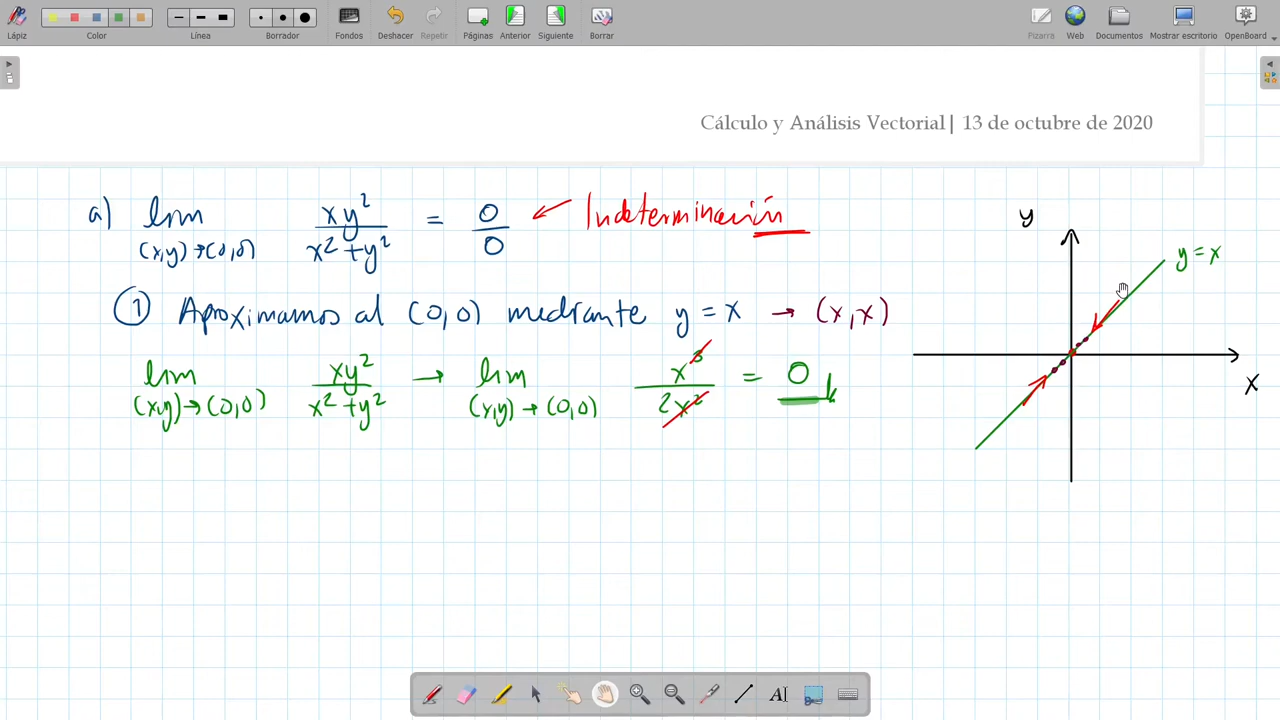 Lápiz Color Línea Borrador Fondos Deshacer Repetir Páginas Anterior Siguiente Borrar Pizarra Web Documentos Mostrar escritorio OpenBoard
Cálculo y Análisis Vectorial| 13 de octubre de 2020
a) lim (x,y)→(0,0) xy²/(x²+y²) = 0/0 ← Indeterminación
① Aproximamos al (0,0) mediante y = x → (x,x)
lim (x,y)→(0,0) xy²/(x²+y²) → lim (x,y)→(0,0) x³/2x² = 0
y
y = x
x
AI